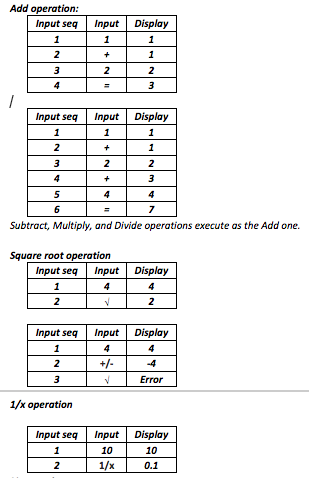 Add operation:
Input seq Input Display
1 1 1
2 + 1
3 2 2
4 = 3
/
Input seq Input Display
1 1 1
2 + 1
3 2 2
4 + 3
5 4 4
6 = 7
Subtract, Multiply, and Divide operations execute as the Add one.
Square root operation
Input seq Input Display
1 4 4
2 √ 2
Input seq Input Display
1 4 4
2 +/- -4
3 √ Error
1/x operation
Input seq Input Display
1 10 10
2 1/x 0.1